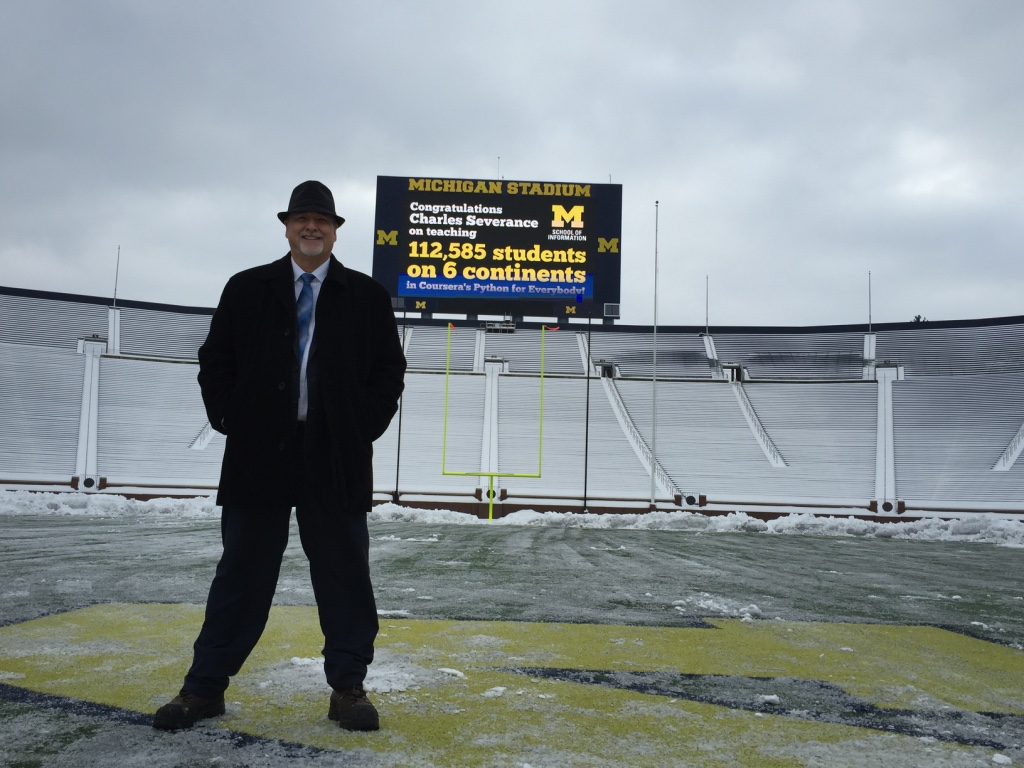 MICHIGAN STADIUM
Congratulations
Charles Severance
on teaching
M
SCHOOL OF
INFORMATION
M
M
112,585 students
on 6 continents
in Coursera's Python for Everybody!
M
M